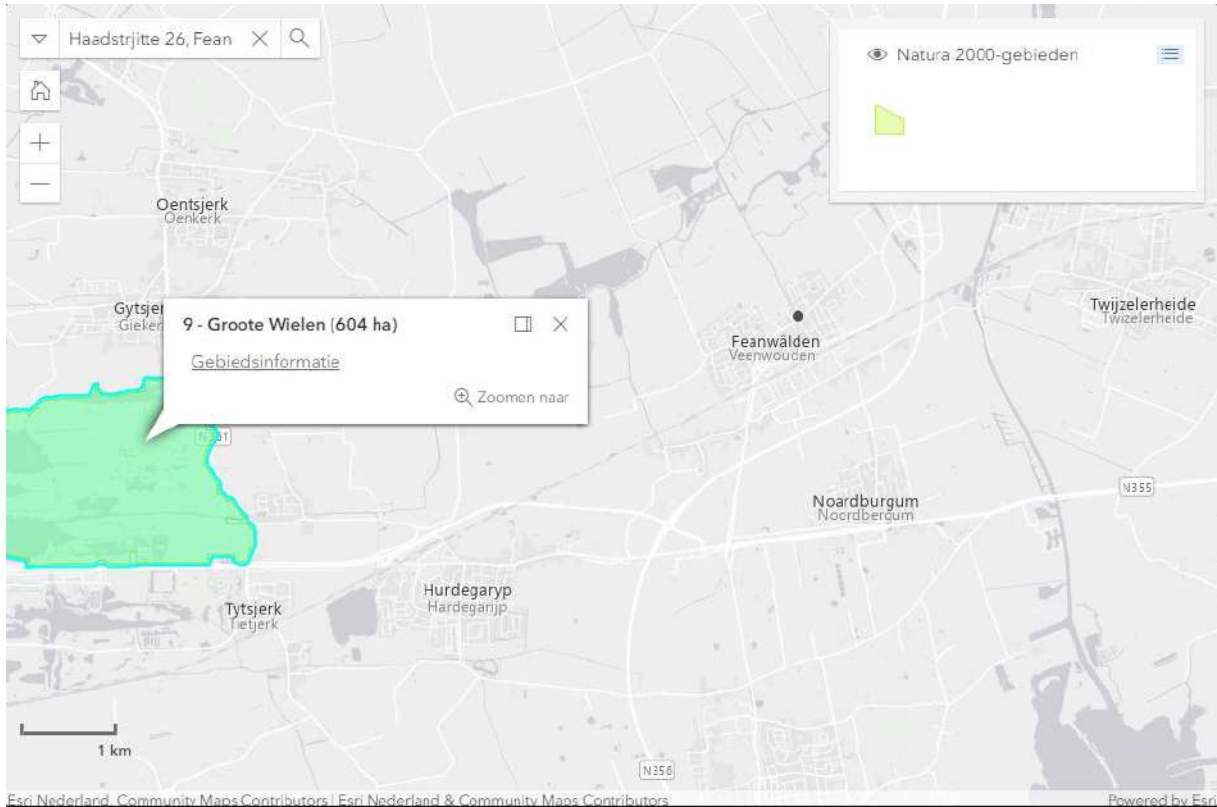 Haadstrjitte 26, Fean
Natura 2000-gebieden
Oentsjerk
Oenkerk
Gytsjer
Gieker
9 - Groote Wielen (604 ha)
Gebiedsinformatie
Zoomen naar
N361
Feanwâlden
Veenwouden
Twijzelerheide
Twizelerheide
N355
Noardburgum
Noordbergum
Hurdegaryp
Hardegarijp
Tytsjerk
Tietjerk
1 km
N356
Esri Nederland, Community Maps Contributors | Esri Nederland & Community Maps Contributors
Powered by Esri